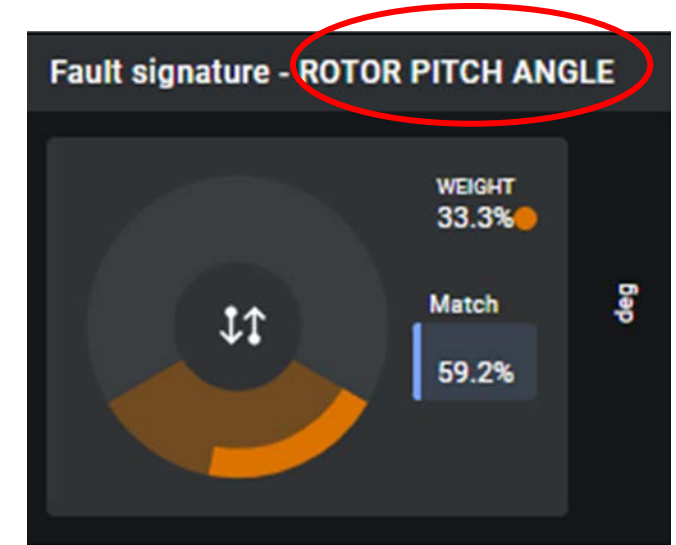 Fault signature - ROTOR PITCH ANGLE
WEIGHT
33.3%
Match
59.2%
deg